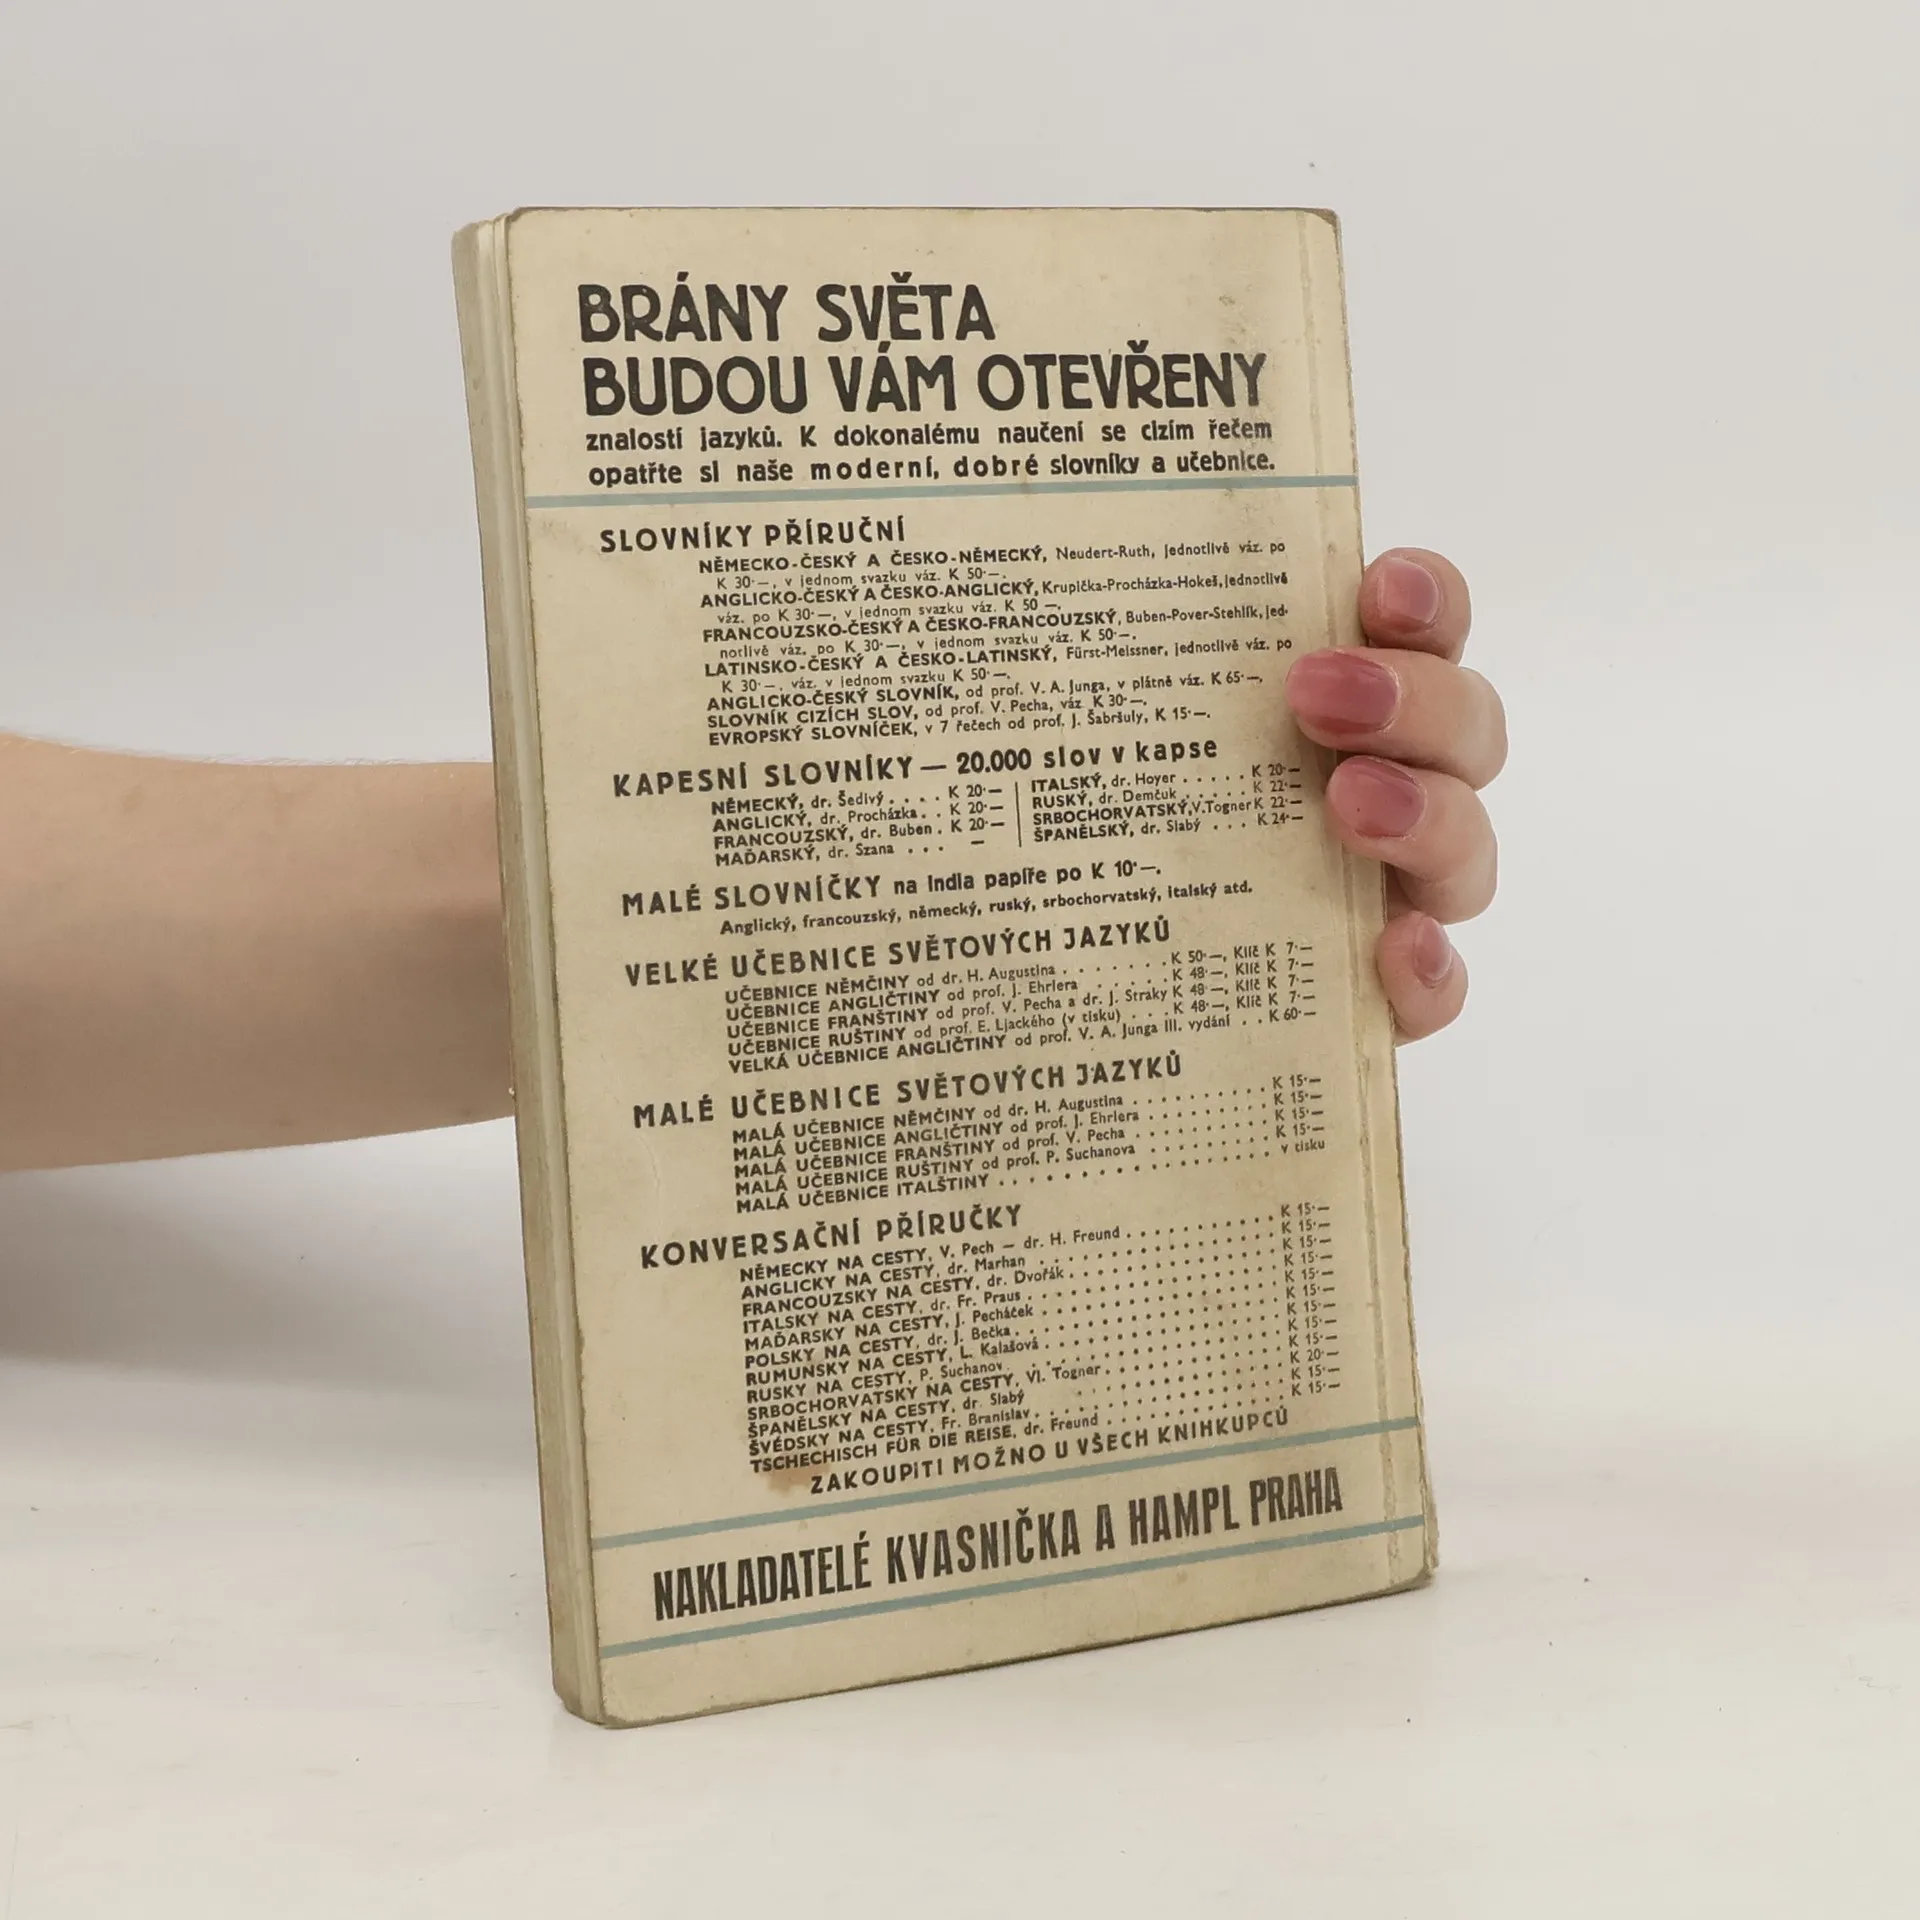 BRÁNY SVĚTA
BUDOU VÁM OTEVŘENY
znalostí jazyků. K dokonalému naučení se cizím řečem
opatřte si naše moderní, dobré slovníky a učebnice.
SLOVNÍKY PŘÍRUČNÍ
NĚMECKO-ČESKÝ A ČESKO-NĚMECKÝ, Neudert-Ruth, jednotlivě váz. po
K 30·—, v jednom svazku váz. K 50·—.
ANGLICKO-ČESKÝ A ČESKO-ANGLICKÝ, Krupička-Procházka-Hokeš, jednotlivě
váz. po K 30·—, v jednom svazku váz. K 50 —.
FRANCOUZSKO-ČESKÝ A ČESKO-FRANCOUZSKÝ, Buben-Pover-Stehlík, jed-
notlivě váz. po K 30·—, v jednom svazku váz. K 50·—.
LATINSKO-ČESKÝ A ČESKO-LATINSKÝ, Fürst-Meissner, jednotlivě váz. po
K 30·—, váz. v jednom svazku K 50·—.
ANGLICKO-ČESKÝ SLOVNÍK, od prof. V. A. Junga, v plátně váz. K 65·—,
SLOVNÍK CIZÍCH SLOV, od prof. V. Pecha, váz K 30·—.
EVROPSKÝ SLOVNÍČEK, v 7 řečech od prof. J. Šabršuly, K 15·—.
KAPESNÍ SLOVNÍKY — 20.000 slov v kapse
NĚMECKÝ, dr. Šedivý . . . . K 20·—
ANGLICKÝ, dr. Procházka . . K 20·—
FRANCOUZSKÝ, dr. Buben . K 20·—
MAĎARSKÝ, dr. Szana . . . —
ITALSKÝ, dr. Hoyer . . . . . K 20·—
RUSKÝ, dr. Demčuk . . . . . K 22·—
SRBOCHORVATSKÝ, V. Togner K 22·—
ŠPANĚLSKÝ, dr. Slabý . . . K 24·—
MALÉ SLOVNÍČKY na india papíře po K 10·—.
Anglický, francouzský, německý, ruský, srbochorvatský, italský atd.
VELKÉ UČEBNICE SVĚTOVÝCH JAZYKŮ
UČEBNICE NĚMČINY od dr. H. Augustina . . . . . . . K 50·—, Klíč K 7·—
UČEBNICE ANGLIČTINY od prof. J. Ehrlera . . . . . K 48·—, Klíč K 7·—
UČEBNICE FRANŠTINY od prof. V. Pecha a dr. J. Straky K 48·—, Klíč K 7·—
UČEBNICE RUŠTINY od prof. E. Ljackého (v tisku) . . . K 48·—, Klíč K 7·—
VELKÁ UČEBNICE ANGLIČTINY od prof. V. A. Junga III. vydání . . K 60·—
MALÉ UČEBNICE SVĚTOVÝCH JAZYKŮ
MALÁ UČEBNICE NĚMČINY od dr. H. Augustina . . . . . . . . . . K 15·—
MALÁ UČEBNICE ANGLIČTINY od prof. J. Ehrlera . . . . . . . . . K 15·—
MALÁ UČEBNICE FRANŠTINY od prof. V. Pecha . . . . . . . . . . K 15·—
MALÁ UČEBNICE RUŠTINY od prof. P. Suchanova . . . . . . . . . K 15·—
MALÁ UČEBNICE ITALŠTINY . . . . . . . . . . . . . . . . . v tisku
KONVERSAČNÍ PŘÍRUČKY
NĚMECKY NA CESTY, V. Pech — dr. H. Freund . . . . . . . . . . . K 15·—
ANGLICKY NA CESTY, dr. Marhan . . . . . . . . . . . . . . . K 15·—
FRANCOUZSKY NA CESTY, dr. Dvořák . . . . . . . . . . . . . . K 15·—
ITALSKY NA CESTY, dr. Fr. Praus . . . . . . . . . . . . . . . K 15·—
MAĎARSKY NA CESTY, J. Pecháček . . . . . . . . . . . . . . . K 15·—
POLSKY NA CESTY, dr. J. Bečka . . . . . . . . . . . . . . . . K 15·—
RUMUNSKY NA CESTY, L. Kalašová . . . . . . . . . . . . . . . K 15·—
RUSKY NA CESTY, P. Suchanov . . . . . . . . . . . . . . . . K 15·—
SRBOCHORVATSKY NA CESTY, Vl. Togner . . . . . . . . . . . . K 15·—
ŠPANĚLSKY NA CESTY, dr. Slabý . . . . . . . . . . . . . . K 20·—
ŠVÉDSKY NA CESTY, Fr. Branislav . . . . . . . . . . . . . . . K 15·—
TSCHECHISCH FÜR DIE REISE, dr. Freund . . . . . . . . . . . . K 15·—
ZAKOUPITI MOŽNO U VŠECH KNIHKUPCŮ
NAKLADATELÉ KVASNIČKA A HAMPL PRAHA